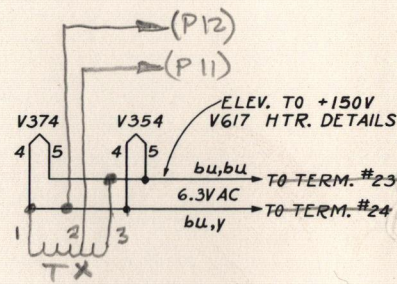 (P12)
(P11)
ELEV. TO +150V
V617 HTR. DETAILS
V374 V354
4 5 4 5
bu,bu TO TERM. #23
6.3VAC
TO TERM. #24
bu,y
1 2 3
TX